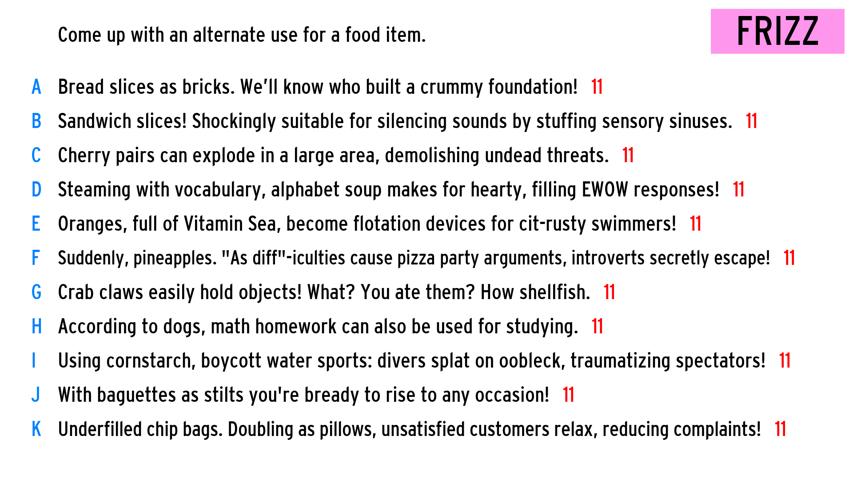 Come up with an alternate use for a food item.
FRIZZ
A Bread slices as bricks. We'll know who built a crummy foundation! 11
B Sandwich slices! Shockingly suitable for silencing sounds by stuffing sensory sinuses. 11
C Cherry pairs can explode in a large area, demolishing undead threats. 11
D Steaming with vocabulary, alphabet soup makes for hearty, filling EWOW responses! 11
E Oranges, full of Vitamin Sea, become flotation devices for cit-rusty swimmers! 11
F Suddenly, pineapples. "As diff"-iculties cause pizza party arguments, introverts secretly escape! 11
G Crab claws easily hold objects! What? You ate them? How shellfish. 11
H According to dogs, math homework can also be used for studying. 11
I Using cornstarch, boycott water sports: divers splat on oobleck, traumatizing spectators! 11
J With baguettes as stilts you're bready to rise to any occasion! 11
K Underfilled chip bags. Doubling as pillows, unsatisfied customers relax, reducing complaints! 11